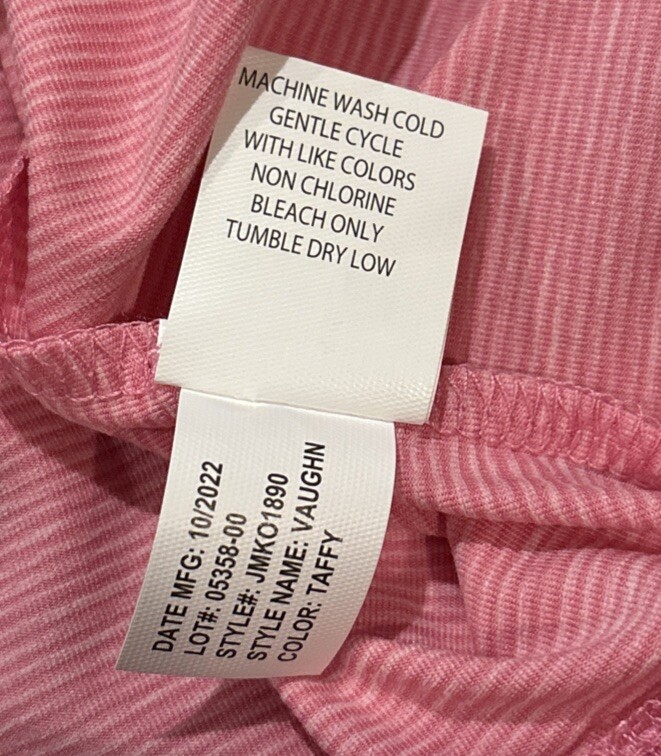 MACHINE WASH COLD
GENTLE CYCLE
WITH LIKE COLORS
NON CHLORINE
BLEACH ONLY
TUMBLE DRY LOW
DATE MFG: 10/2022
LOT#: 05358-00
STYLE#: JMKO1890
STYLE NAME: VAUGHN
COLOR: TAFFY